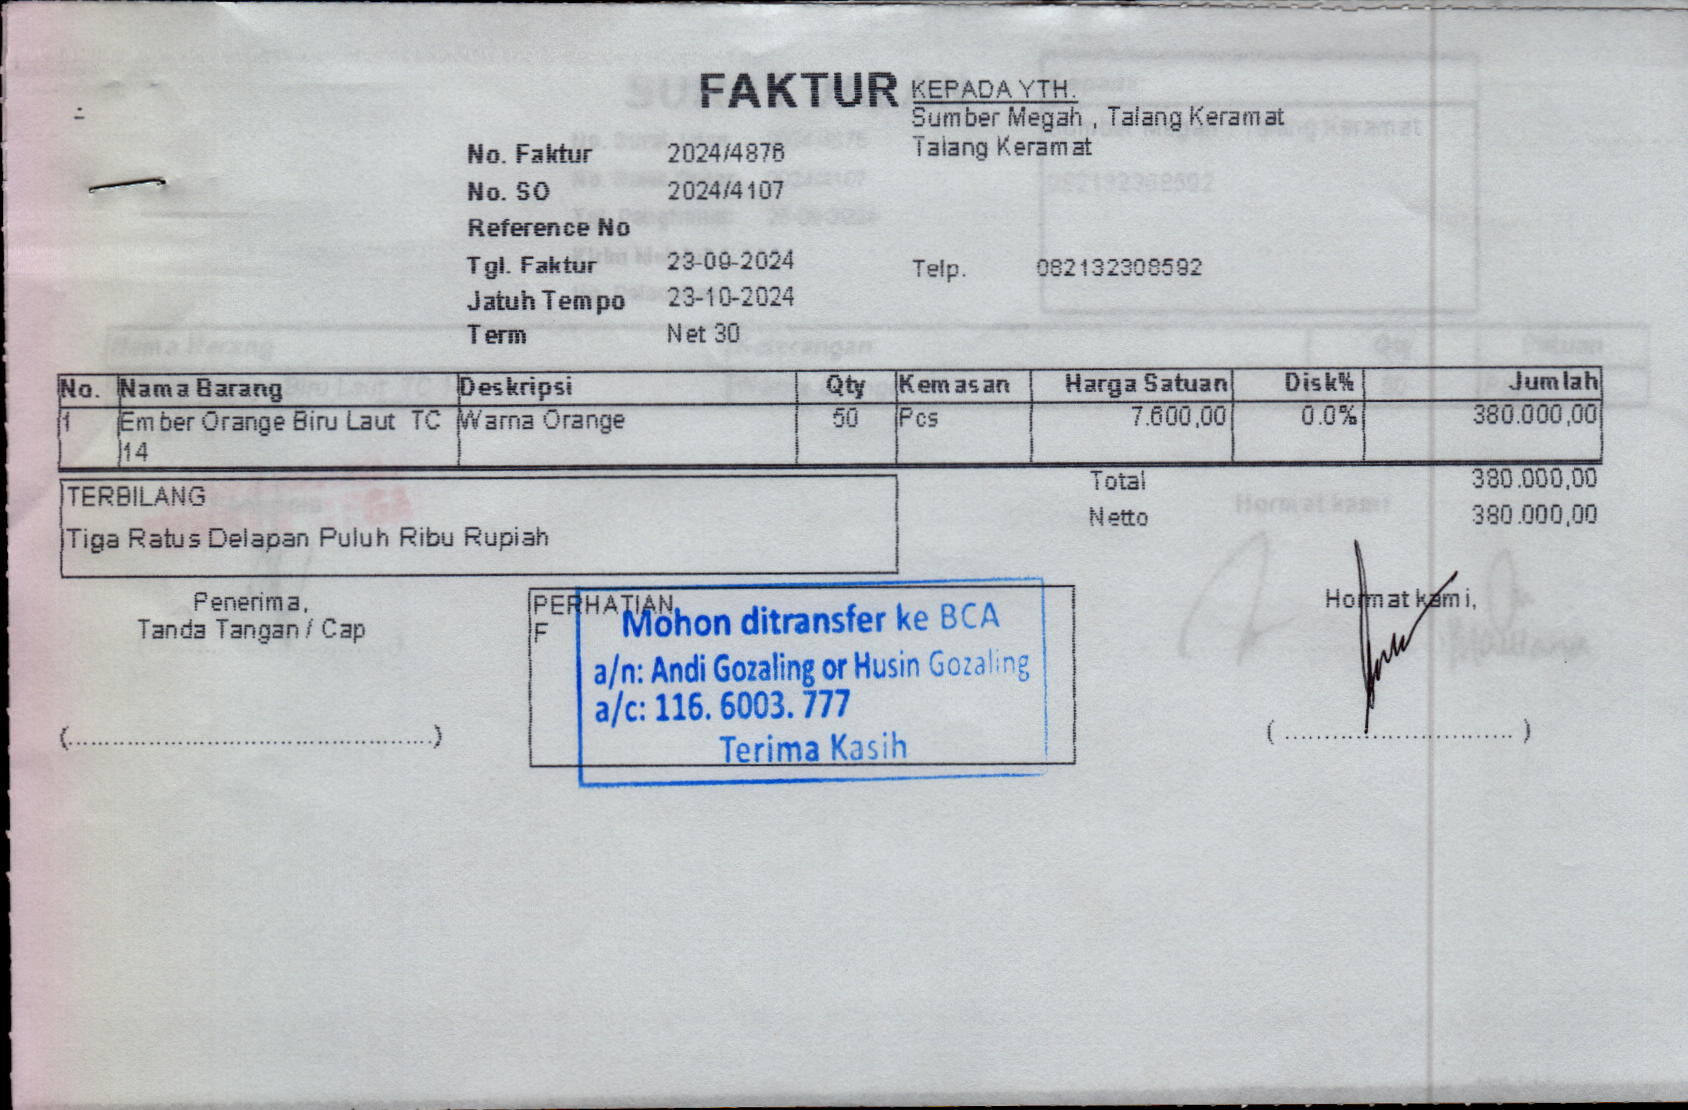 FAKTUR
KEPADA YTH.
Sumber Megah , Talang Keramat
Talang Keramat
No. Faktur 2024/4876
No. SO 2024/4107
Reference No
Tgl. Faktur 23-09-2024
Telp. 082132308592
Jatuh Tempo 23-10-2024
Term Net 30
No. Nama Barang Deskripsi Qty Kemasan Harga Satuan Disk% Jumlah
1 Ember Orange Biru Laut TC Warna Orange 50 Pcs 7.600,00 0.0% 380.000,00
14
Total 380.000,00
Netto 380.000,00
TERBILANG
Tiga Ratus Delapan Puluh Ribu Rupiah
Penerima,
Tanda Tangan / Cap
(..............................................)
PERHATIAN
F
Mohon ditransfer ke BCA
a/n: Andi Gozaling or Husin Gozaling
a/c: 116. 6003. 777
Terima Kasih
Hormat kami,
( ............................. )